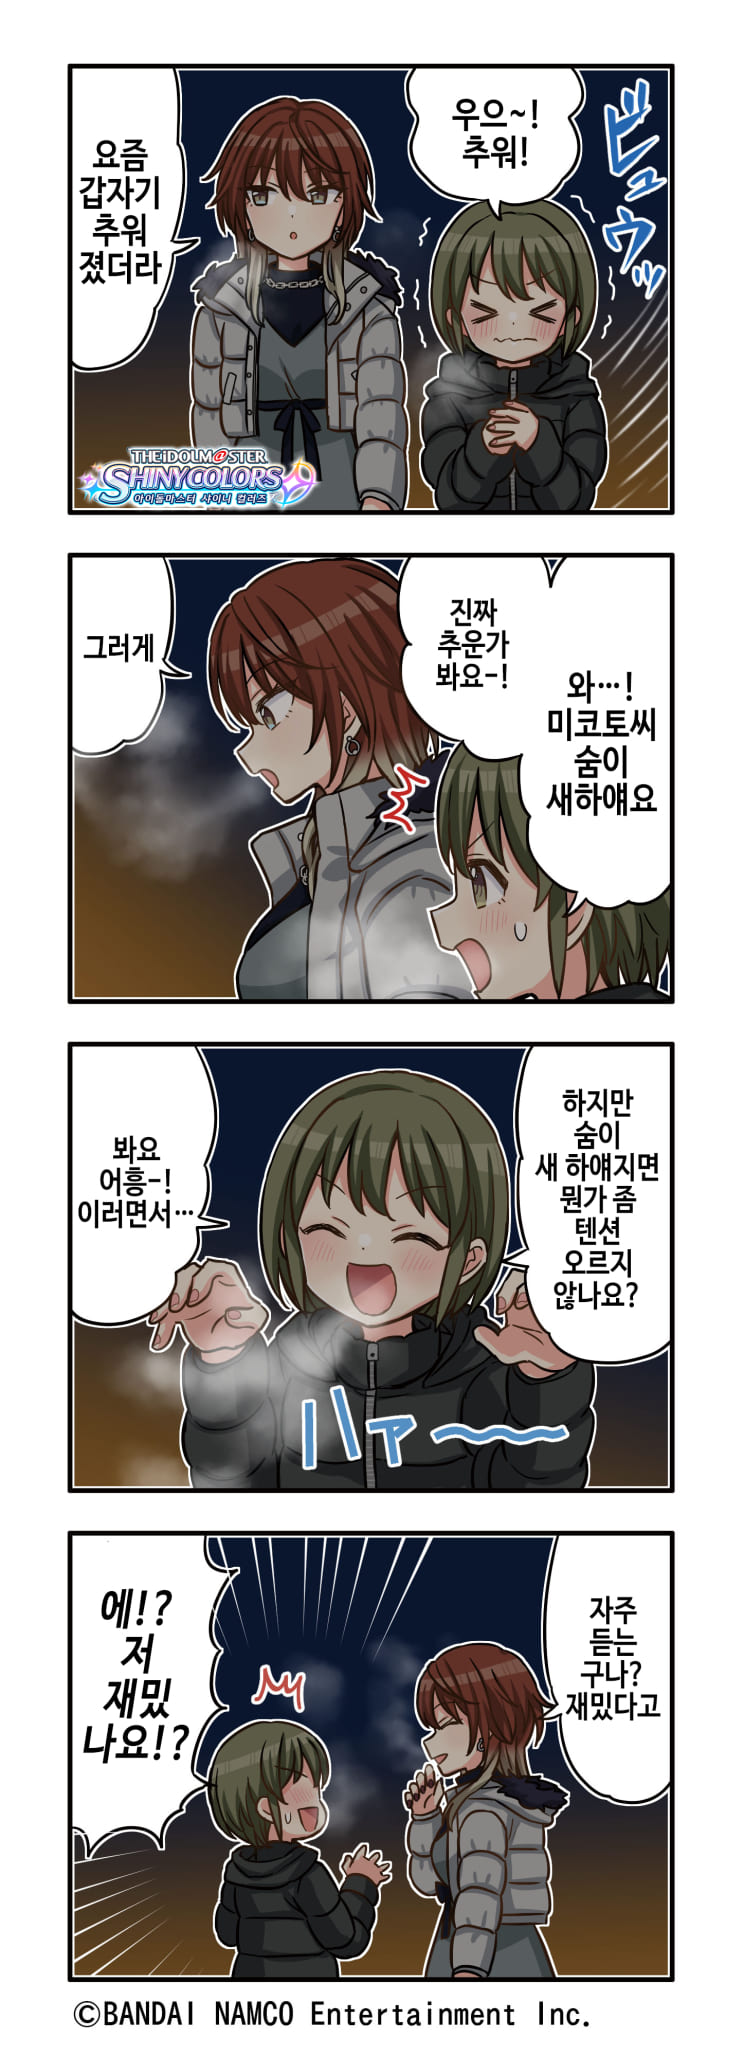 우으~!
추워!
ビュウッ
요즘
갑자기
추워
졌더라
THE iDOLM@STER
SHINY COLORS
아이돌마스터 샤이니 컬러즈
와…!
미코토씨
숨이
새하얘요
진짜
추운가
봐요-!
그러게
하지만
숨이
새 하얘지면
뭔가 좀
텐션
오르지
않나요?
봐요
어흥-!
이러면서…
ハァ〜
자주
듣는
구나?
재밌다고
에!?
저
재밌
나요!?
©BANDAI NAMCO Entertainment Inc.